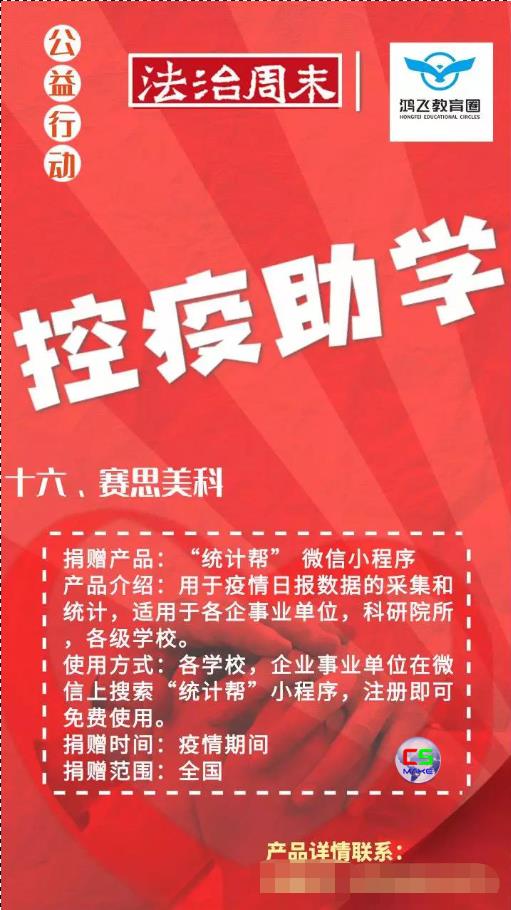 公益行动
法治周末
鸿飞教育圈
HONGFEI EDUCATIONAL CIRCLES
控疫助学
十六、赛思美科
捐赠产品：“统计帮” 微信小程序
产品介绍：用于疫情日报数据的采集和
统计，适用于各企事业单位，科研院所
，各级学校。
使用方式：各学校，企业事业单位在微
信上搜索“统计帮”小程序，注册即可
免费使用。
捐赠时间：疫情期间
捐赠范围：全国
CS
MAKE
产品详情联系：